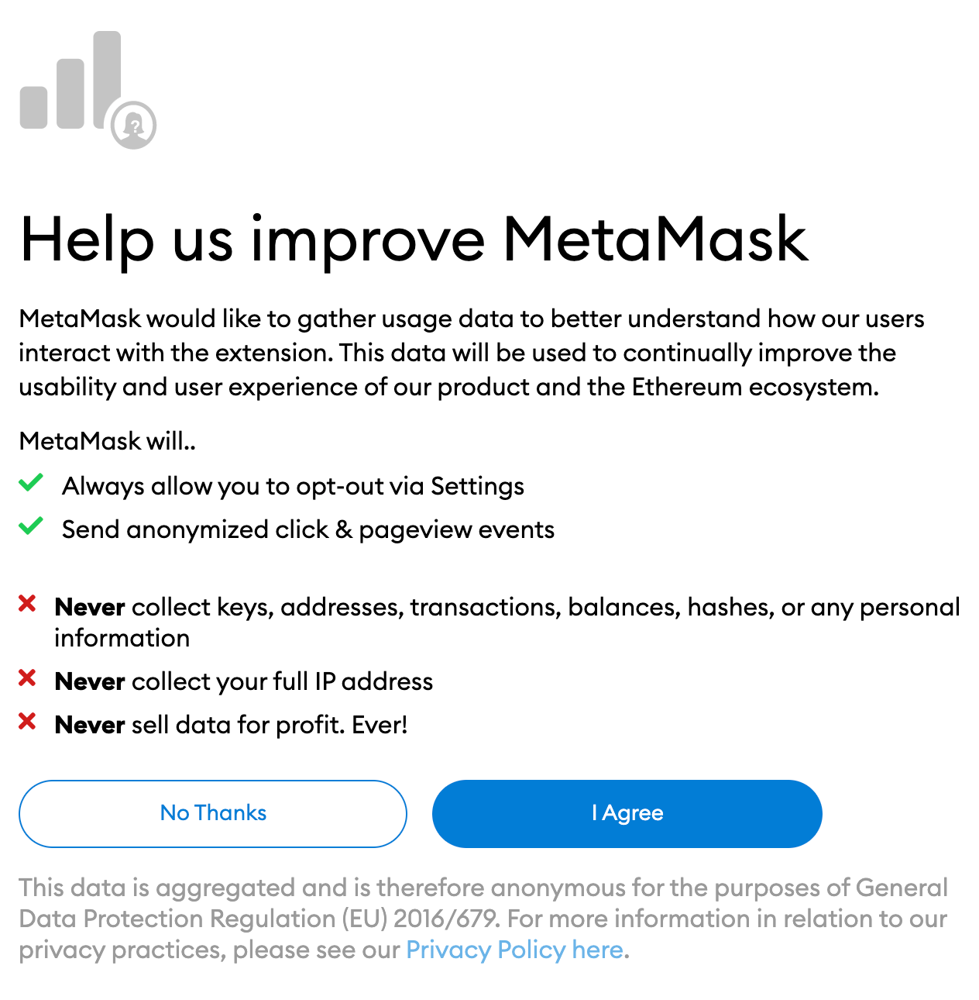 ?
Help us improve MetaMask
MetaMask would like to gather usage data to better understand how our users
interact with the extension. This data will be used to continually improve the
usability and user experience of our product and the Ethereum ecosystem.
MetaMask will..
Always allow you to opt-out via Settings
Send anonymized click & pageview events
Never collect keys, addresses, transactions, balances, hashes, or any personal
information
Never collect your full IP address
Never sell data for profit. Ever!
No Thanks
I Agree
This data is aggregated and is therefore anonymous for the purposes of General
Data Protection Regulation (EU) 2016/679. For more information in relation to our
privacy practices, please see our Privacy Policy here.